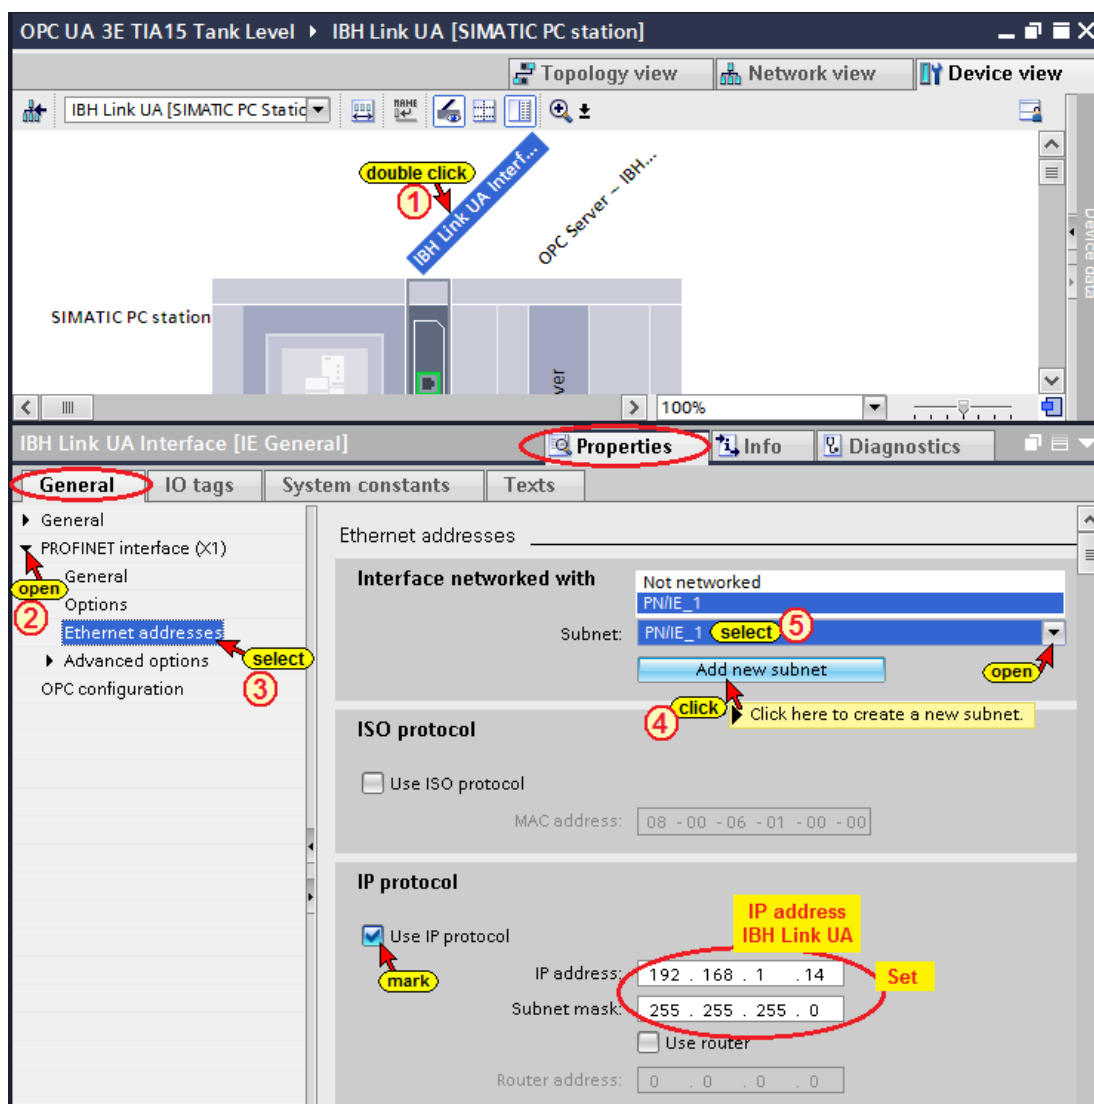 OPC UA 3E TIA15 Tank Level ▸ IBH Link UA [SIMATIC PC station]
Topology view
Network view
Device view
IBH Link UA [SIMATIC PC Static
NAME
double click
1
IBH Link UA Interf...
OPC Server – IBH...
Device data
SIMATIC PC station
ver
100%
IBH Link UA Interface [IE General]
Properties
Info
Diagnostics
General
IO tags
System constants
Texts
General
PROFINET interface (X1)
General
open
2
Options
Ethernet addresses
select
3
Advanced options
OPC configuration
Ethernet addresses
Interface networked with
Not networked
PN/IE_1
Subnet:
PN/IE_1
select
5
Add new subnet
open
click
4
Click here to create a new subnet.
ISO protocol
Use ISO protocol
MAC address:
08 - 00 - 06 - 01 - 00 - 00
IP protocol
IP address
IBH Link UA
Use IP protocol
mark
IP address:
192 . 168 . 1 . 14
Set
Subnet mask:
255 . 255 . 255 . 0
Use router
Router address:
0 . 0 . 0 . 0